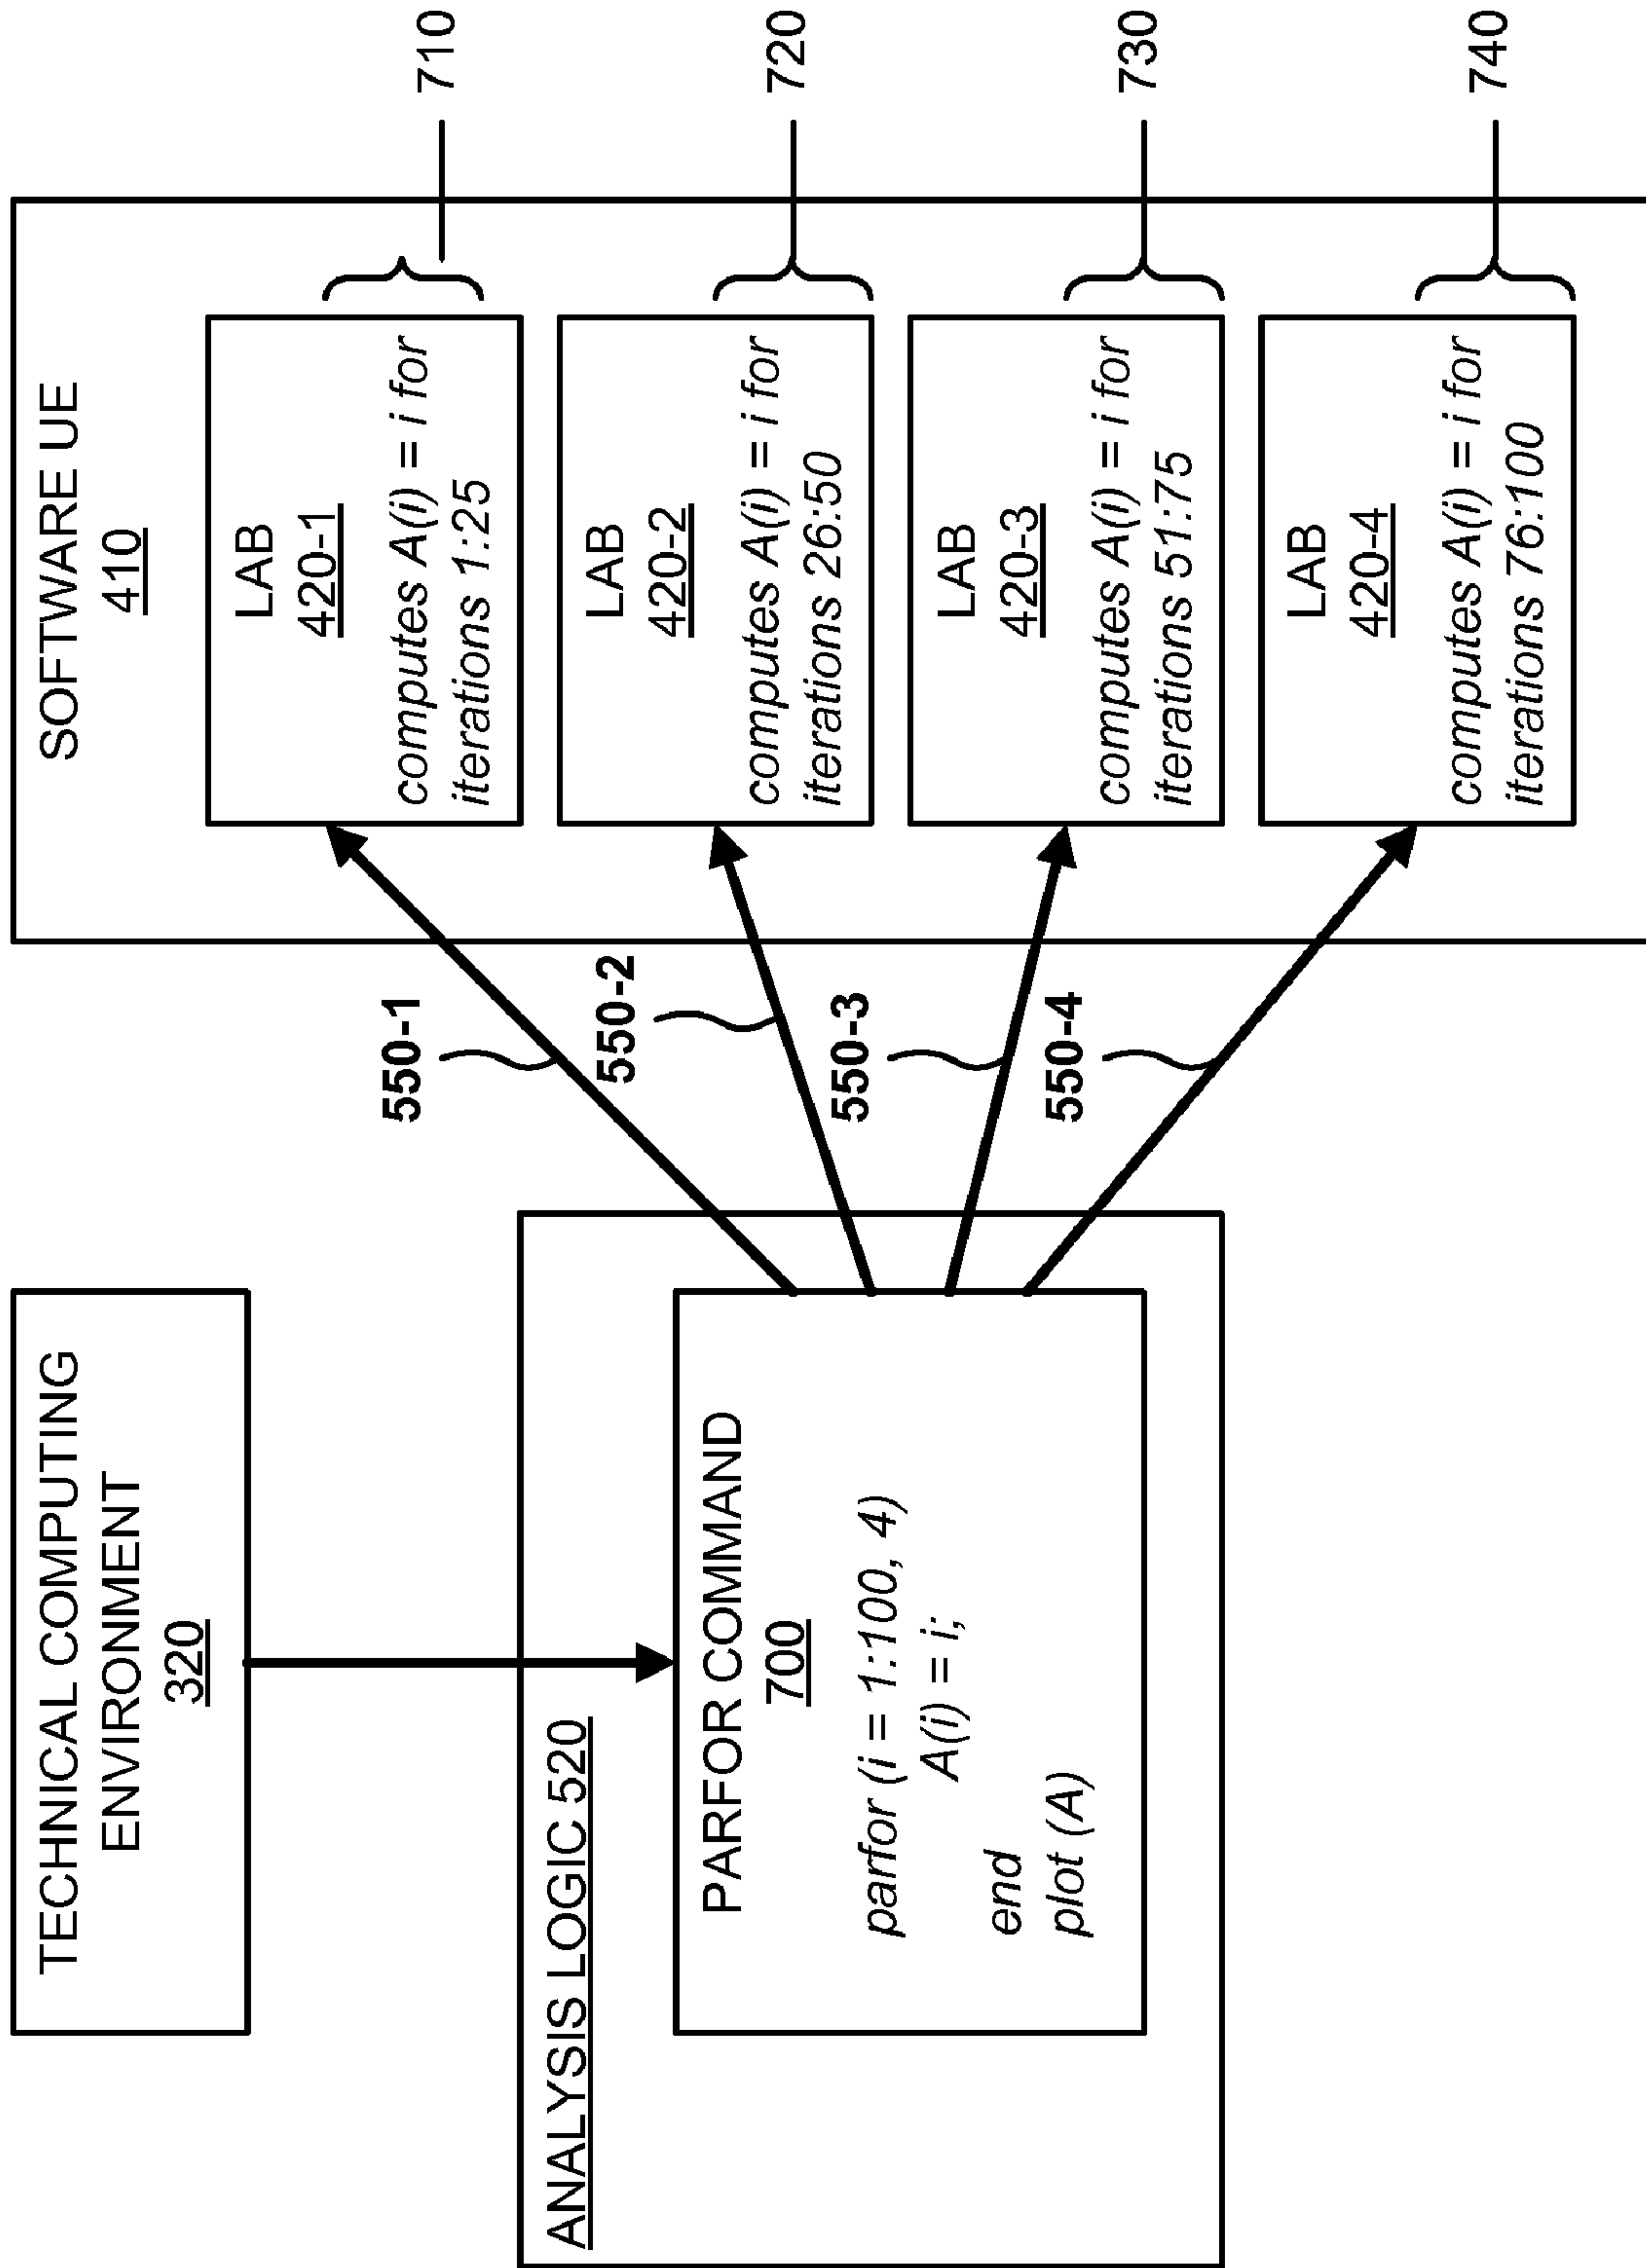 TECHNICAL COMPUTING
ENVIRONMENT
320
ANALYSIS LOGIC 520
PARFOR COMMAND
700
parfor (i = 1:100, 4)
A(i) = i;
end
plot (A)
550-1
550-2
550-3
550-4
SOFTWARE UE
410
LAB
420-1
computes A(i) = i for
iterations 1:25
710
LAB
420-2
computes A(i) = i for
iterations 26:50
720
LAB
420-3
computes A(i) = i for
iterations 51:75
730
LAB
420-4
computes A(i) = i for
iterations 76:100
740